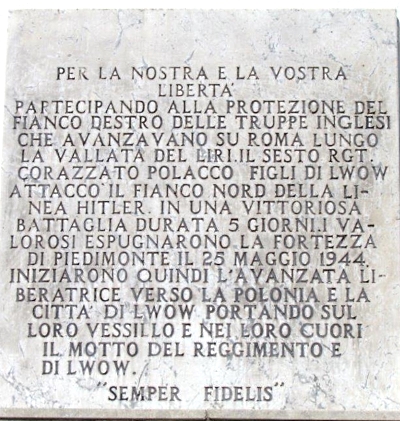 PER LA NOSTRA E LA VOSTRA
LIBERTA'
PARTECIPANDO ALLA PROTEZIONE DEL
FIANCO DESTRO DELLE TRUPPE INGLESI
CHE AVANZAVANO SU ROMA LUNGO
LA VALLATA DEL LIRI. IL SESTO RGT.
CORAZZATO POLACCO FIGLI DI LWOW
ATTACCO' IL FIANCO NORD DELLA LI-
NEA HITLER. IN UNA VITTORIOSA
BATTAGLIA DURATA 5 GIORNI. I VA-
LOROSI ESPUGNARONO LA FORTEZZA
DI PIEDIMONTE IL 25 MAGGIO 1944.
INIZIARONO QUINDI L'AVANZATA LI-
BERATRICE VERSO LA POLONIA E LA
CITTA' DI LWOW PORTANDO SUL
LORO VESSILLO E NEI LORO CUORI
IL MOTTO DEL REGGIMENTO E
DI LWOW.
"SEMPER FIDELIS"